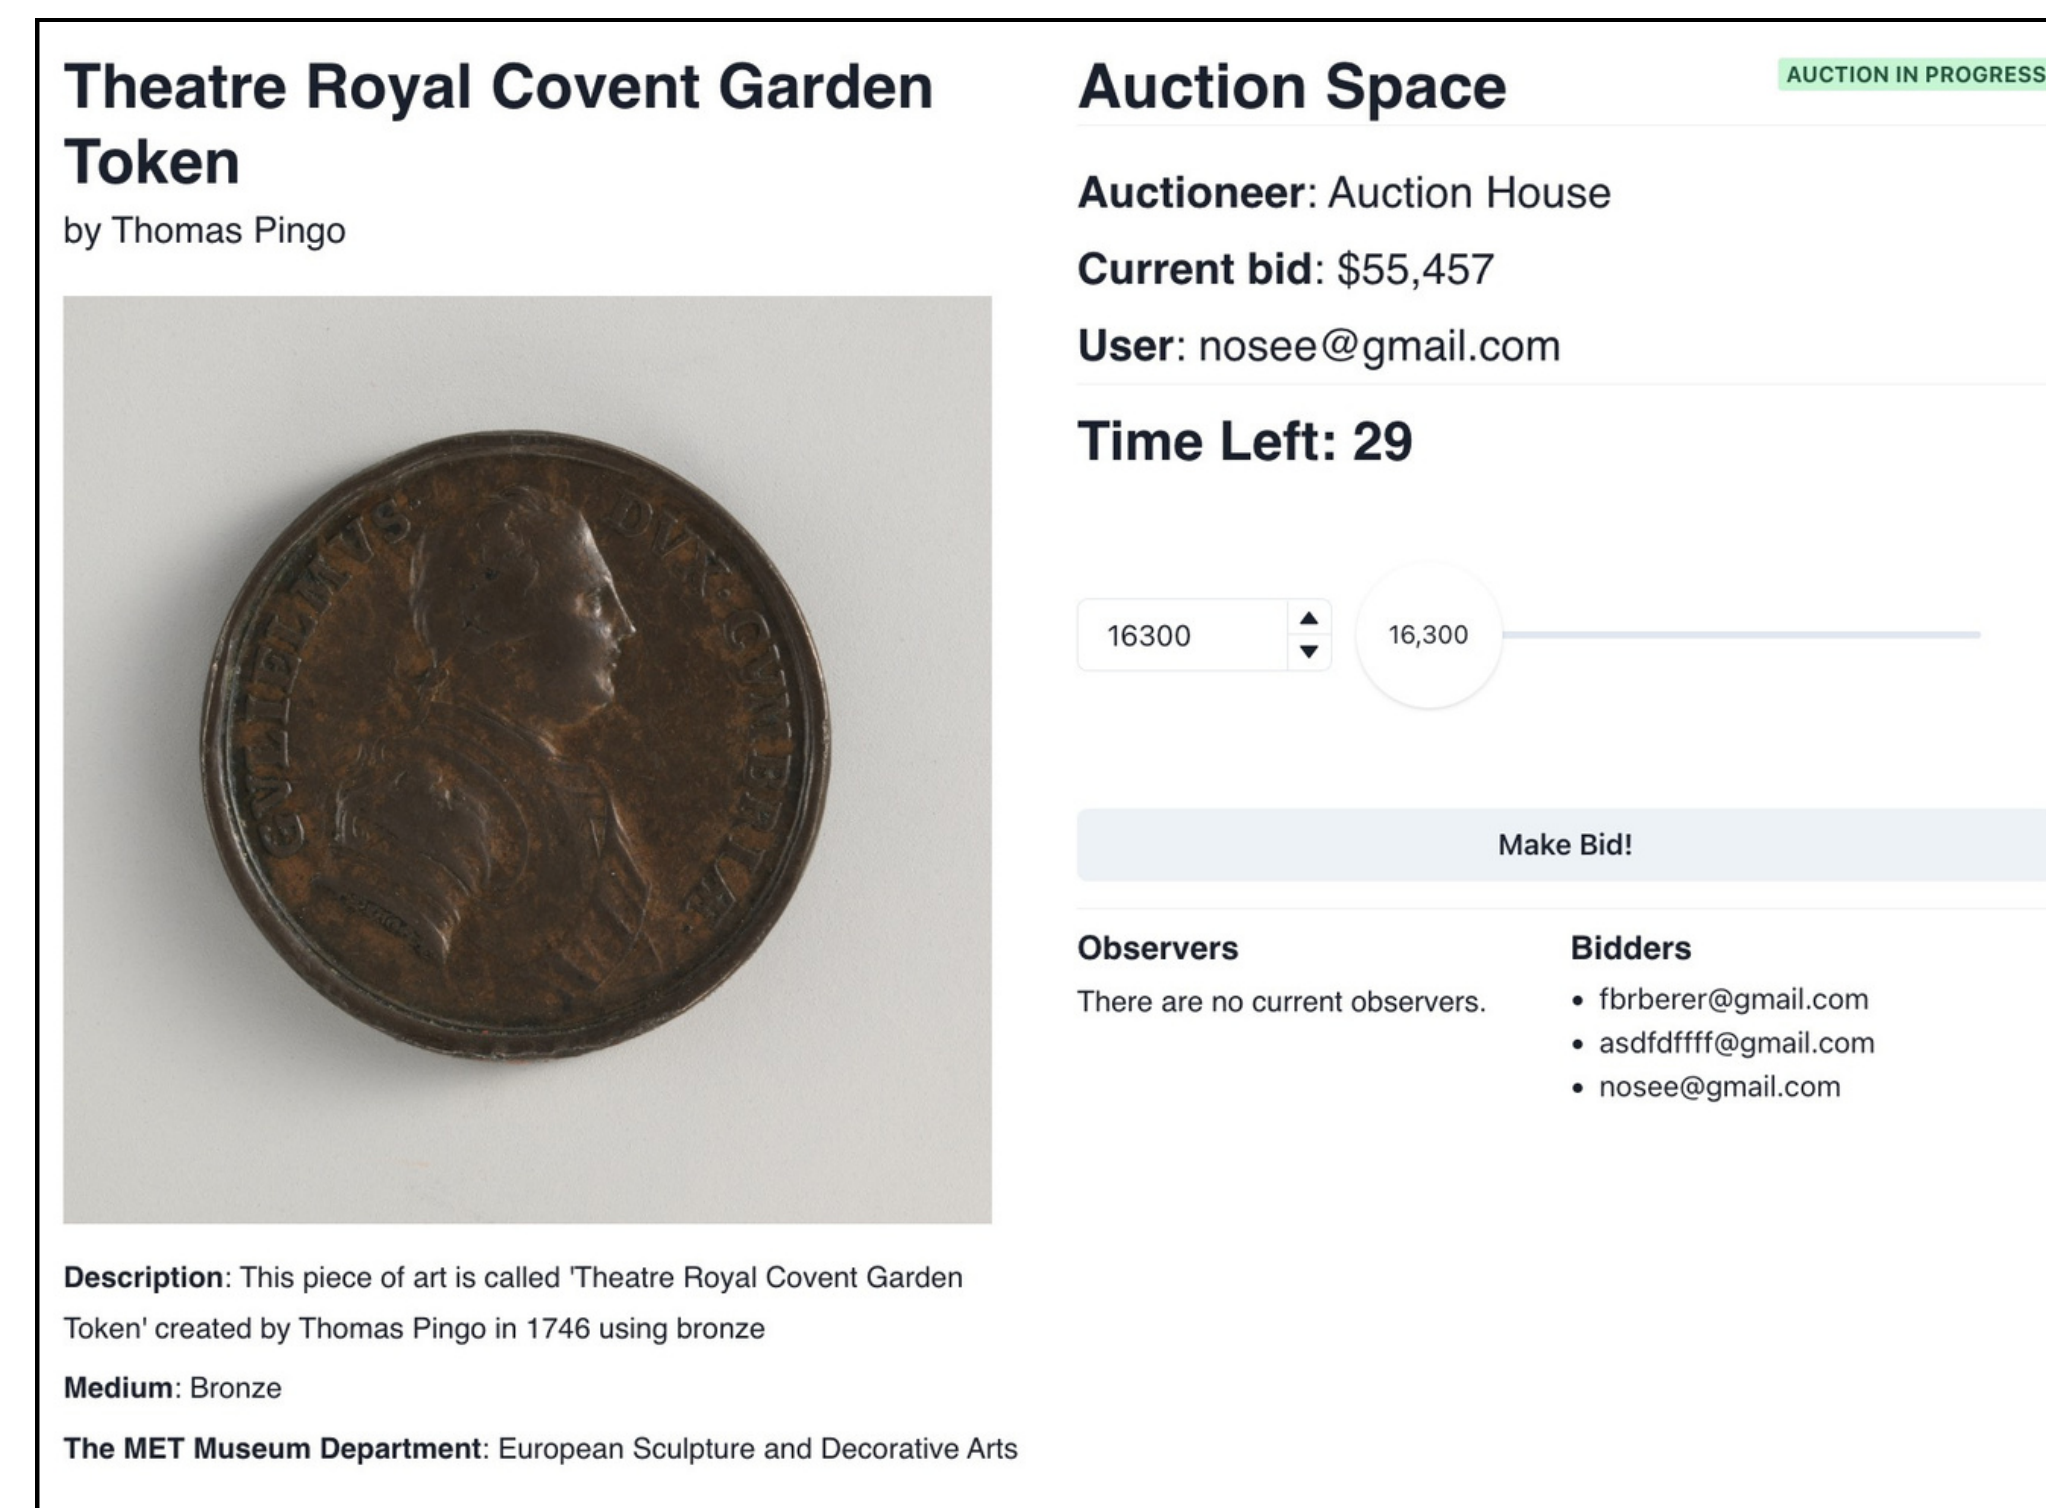 Theatre Royal Covent Garden
Token
by Thomas Pingo
GVLIELMVS· DVX·CVMBRIÆ·
Description: This piece of art is called 'Theatre Royal Covent Garden
Token' created by Thomas Pingo in 1746 using bronze
Medium: Bronze
The MET Museum Department: European Sculpture and Decorative Arts
Auction Space
AUCTION IN PROGRESS
Auctioneer: Auction House
Current bid: $55,457
User: nosee@gmail.com
Time Left: 29
16300
16,300
Make Bid!
Observers
There are no current observers.
Bidders
• fbrberer@gmail.com
• asdfdffff@gmail.com
• nosee@gmail.com